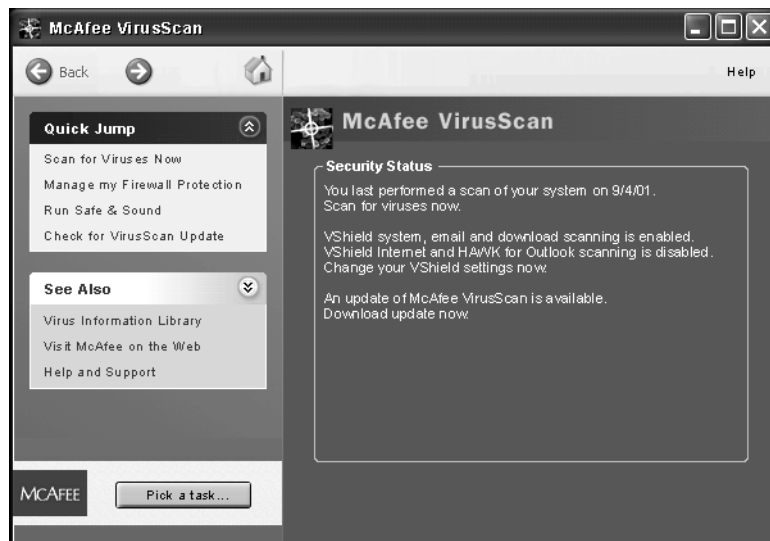 McAfee VirusScan
Back
Help
Quick Jump
Scan for Viruses Now
Manage my Firewall Protection
Run Safe & Sound
Check for VirusScan Update
See Also
Virus Information Library
Visit McAfee on the Web
Help and Support
MCAFEE
Pick a task...
McAfee VirusScan
Security Status
You last performed a scan of your system on 9/4/01.
Scan for viruses now.
VShield system, email and download scanning is enabled.
VShield Internet and HAWK for Outlook scanning is disabled.
Change your VShield settings now.
An update of McAfee VirusScan is available.
Download update now.